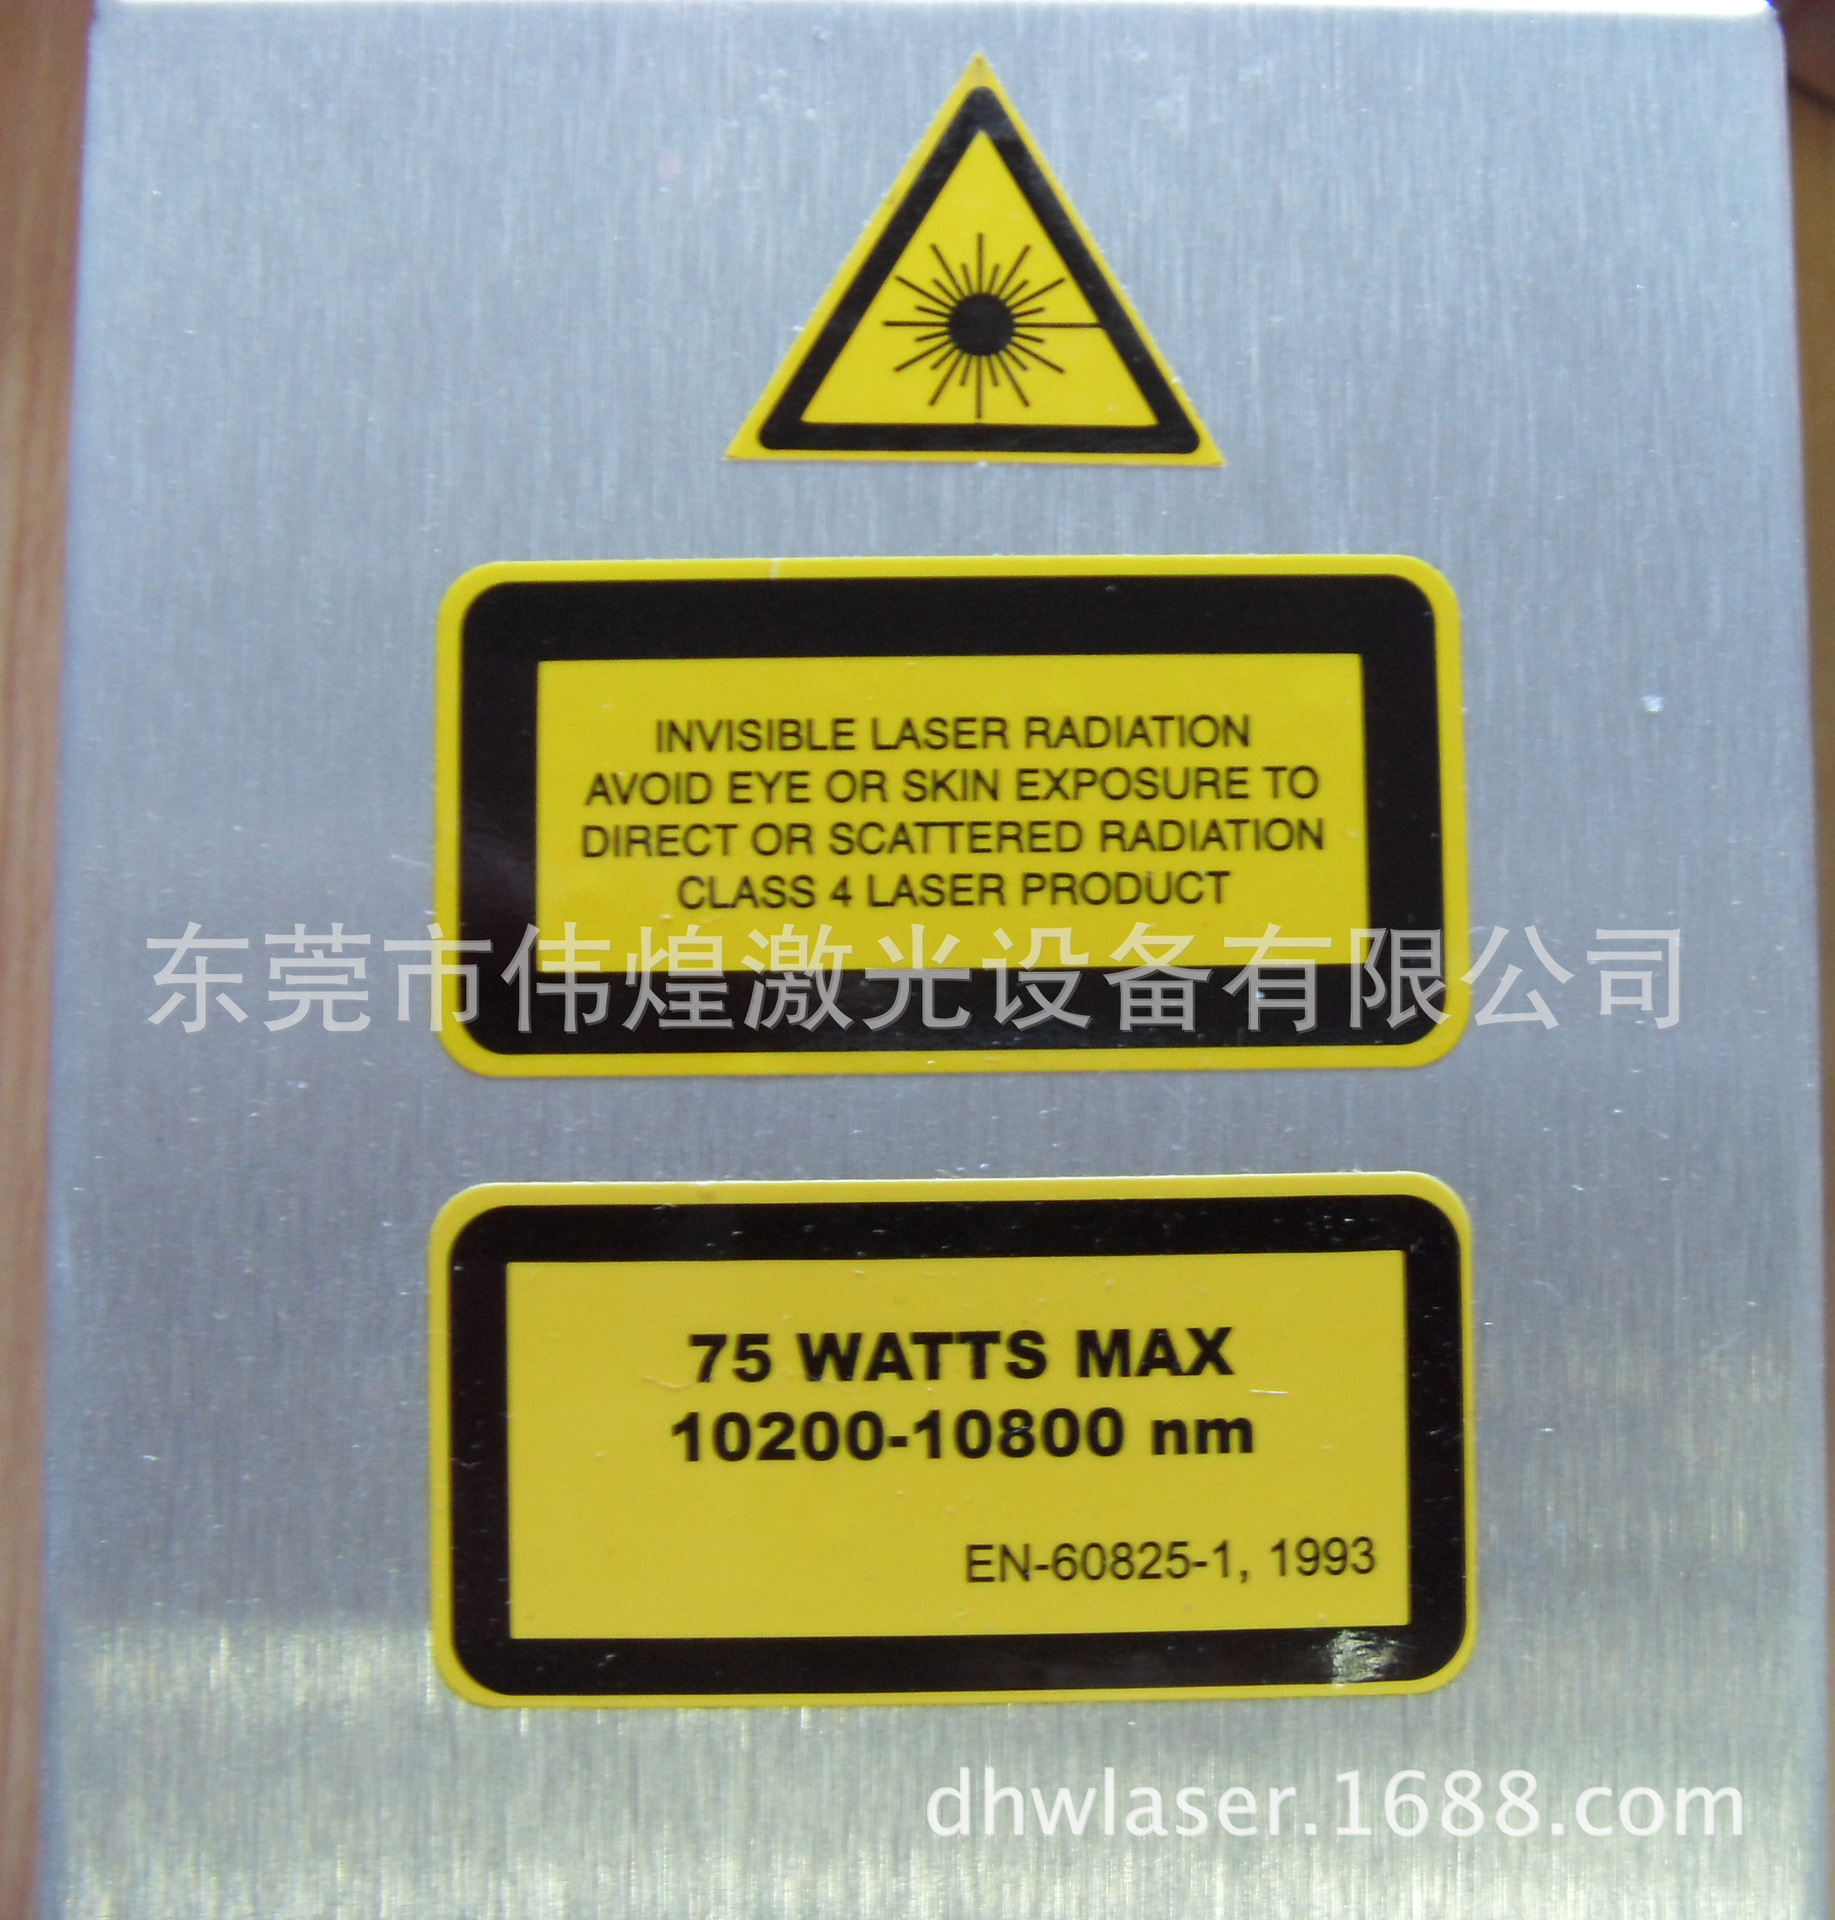 INVISIBLE LASER RADIATION
AVOID EYE OR SKIN EXPOSURE TO
DIRECT OR SCATTERED RADIATION
CLASS 4 LASER PRODUCT
东莞市伟煌激光设备有限公司
75 WATTS MAX
10200-10800 nm
EN-60825-1, 1993
dhwlaser.1688.com